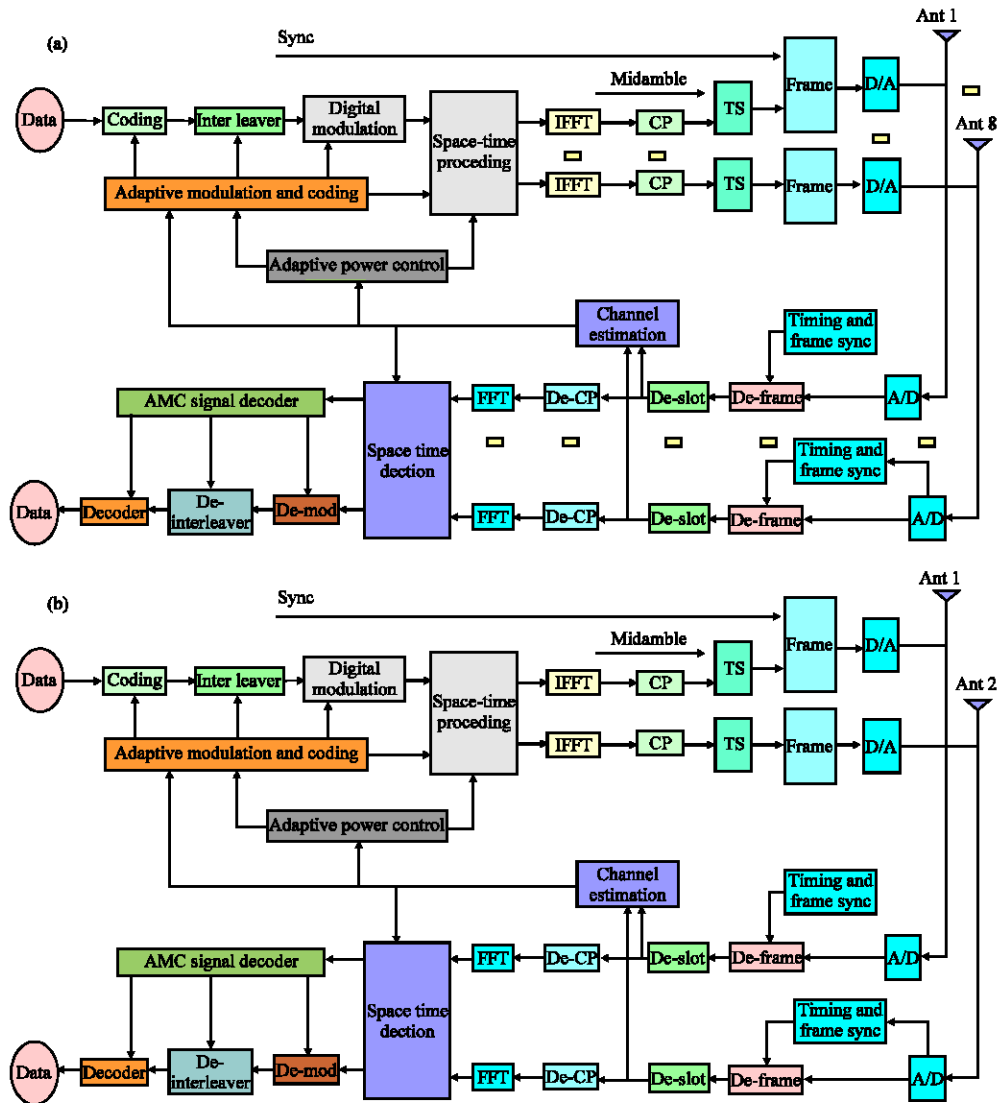 Ant 1
(a)
Sync
Frame
D/A
Midamble
Data
Coding
Inter leaver
Digital
modulation
IFFT
CP
TS
Ant 8
Space-time
proceding
Adaptive modulation and coding
IFFT
CP
TS
Frame
D/A
Adaptive power control
Channel
estimation
Timing and
frame sync
AMC signal decoder
FFT
De-CP
De-slot
De-frame
A/D
Space time
dection
Timing and
frame sync
Data
Decoder
De-
interleaver
De-mod
FFT
De-CP
De-slot
De-frame
A/D
Ant 1
(b)
Sync
Frame
D/A
Midamble
Data
Coding
Inter leaver
Digital
modulation
IFFT
CP
TS
Ant 2
Space-time
proceding
Adaptive modulation and coding
IFFT
CP
TS
Frame
D/A
Adaptive power control
Channel
estimation
Timing and
frame sync
AMC signal decoder
FFT
De-CP
De-slot
De-frame
A/D
Space time
dection
Timing and
frame sync
Data
Decoder
De-
interleaver
De-mod
FFT
De-CP
De-slot
De-frame
A/D